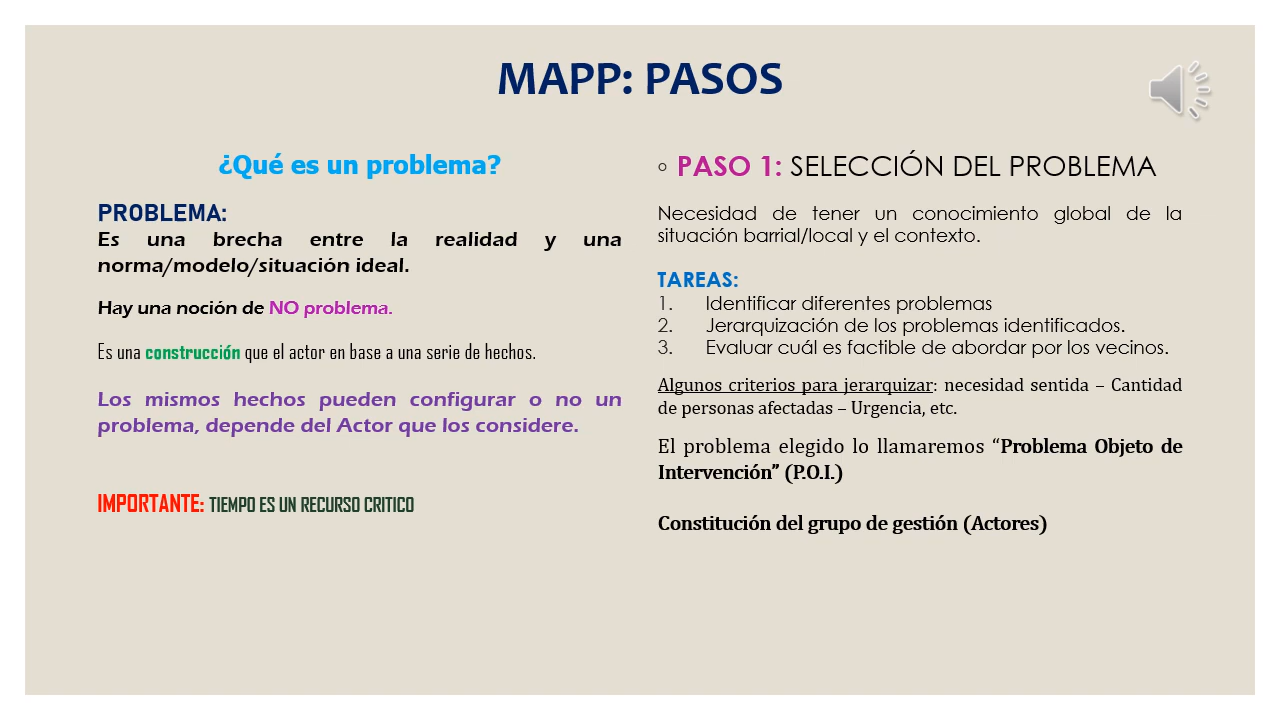 MAPP: PASOS
¿Qué es un problema?
PROBLEMA:
Es una brecha entre la realidad y una
norma/modelo/situación ideal.
Hay una noción de NO problema.
Es una construcción que el actor en base a una serie de hechos.
Los mismos hechos pueden configurar o no un
problema, depende del Actor que los considere.
IMPORTANTE: TIEMPO ES UN RECURSO CRITICO
◦ PASO 1: SELECCIÓN DEL PROBLEMA
Necesidad de tener un conocimiento global de la
situación barrial/local y el contexto.
TAREAS:
1. Identificar diferentes problemas
2. Jerarquización de los problemas identificados.
3. Evaluar cuál es factible de abordar por los vecinos.
Algunos criterios para jerarquizar: necesidad sentida – Cantidad
de personas afectadas – Urgencia, etc.
El problema elegido lo llamaremos “Problema Objeto de
Intervención” (P.O.I.)
Constitución del grupo de gestión (Actores)